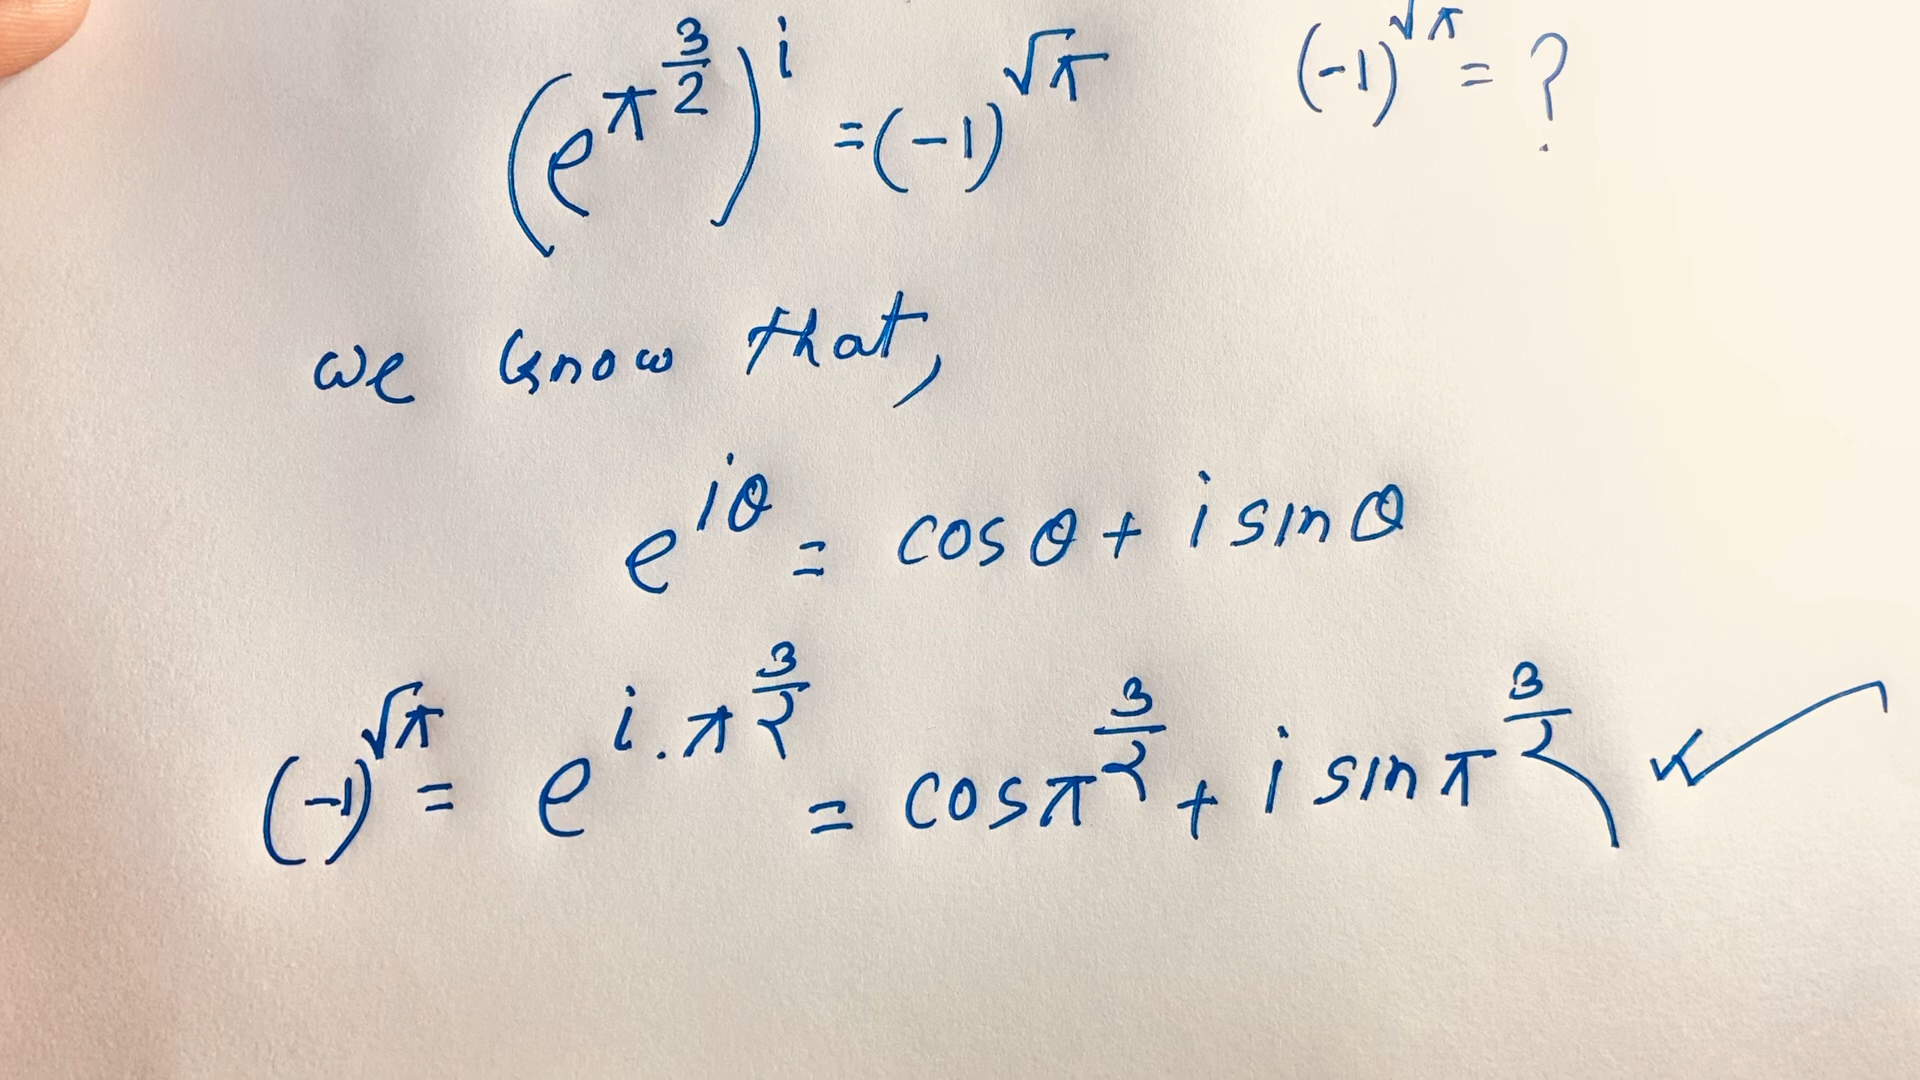 (e^π^(3/2))^i = (-1)^√π (-1)^√π = ?
we know that,
e^iθ = cosθ + i sinθ
(-1)^√π = e^i.π^(3/2) = cosπ^(3/2) + i sinπ^(3/2) ✓